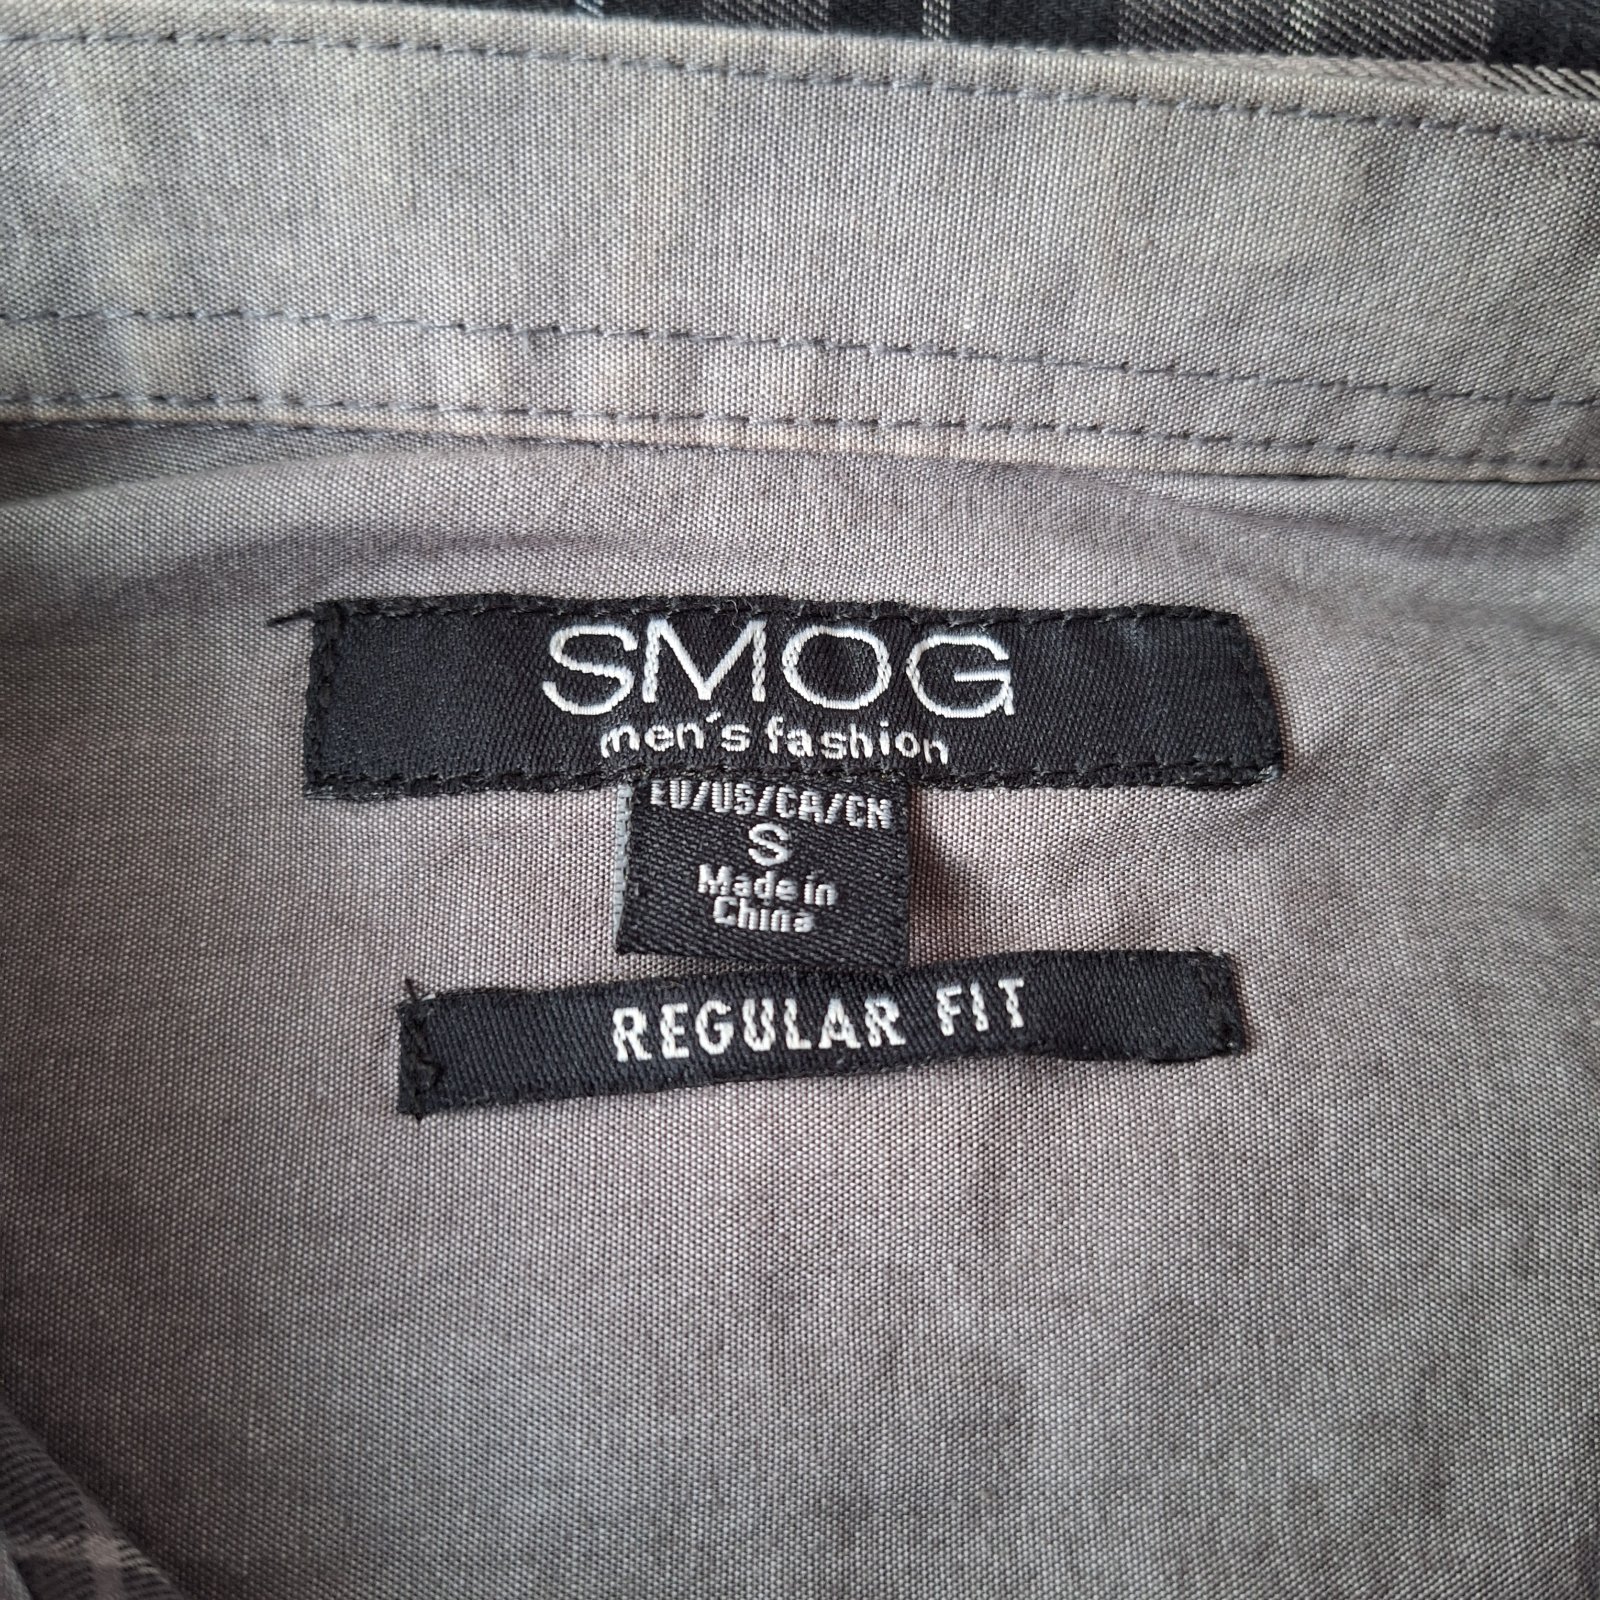 SMOG
men's fashion
EU/US/CA/CN
S
Made in
China
REGULAR FIT